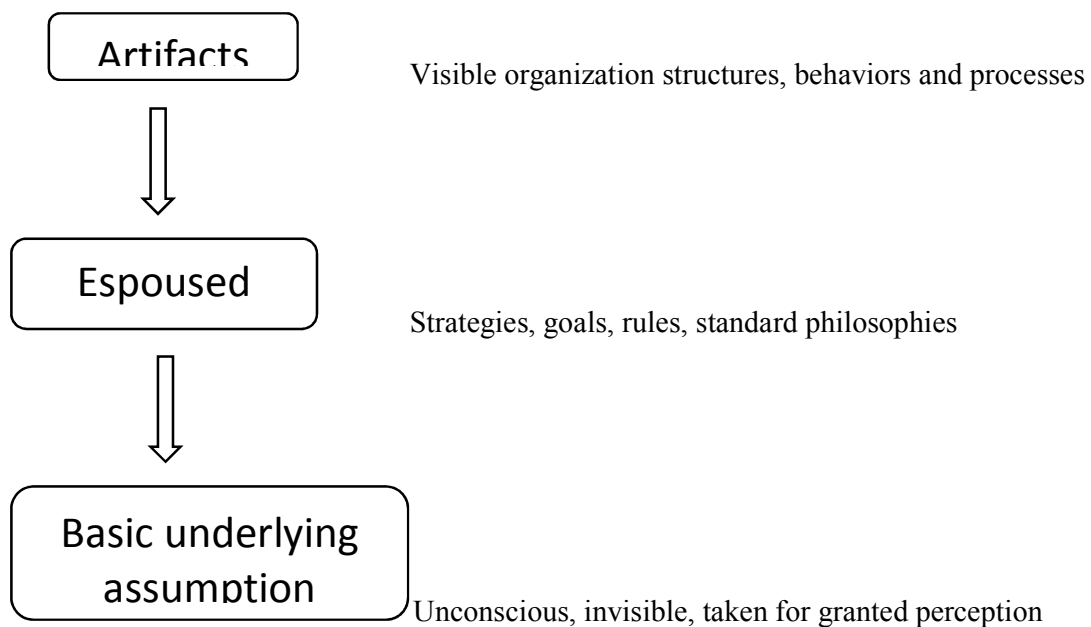 Artifacts
Visible organization structures, behaviors and processes
Espoused
Strategies, goals, rules, standard philosophies
Basic underlying
assumption
Unconscious, invisible, taken for granted perception